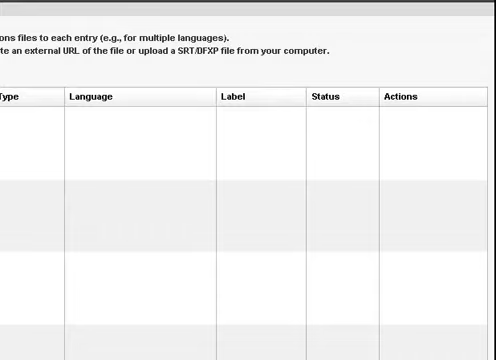 ons files to each entry (e.g., for multiple languages).
te an external URL of the file or upload a SRT/DFXP file from your computer.
Type Language Label Status Actions